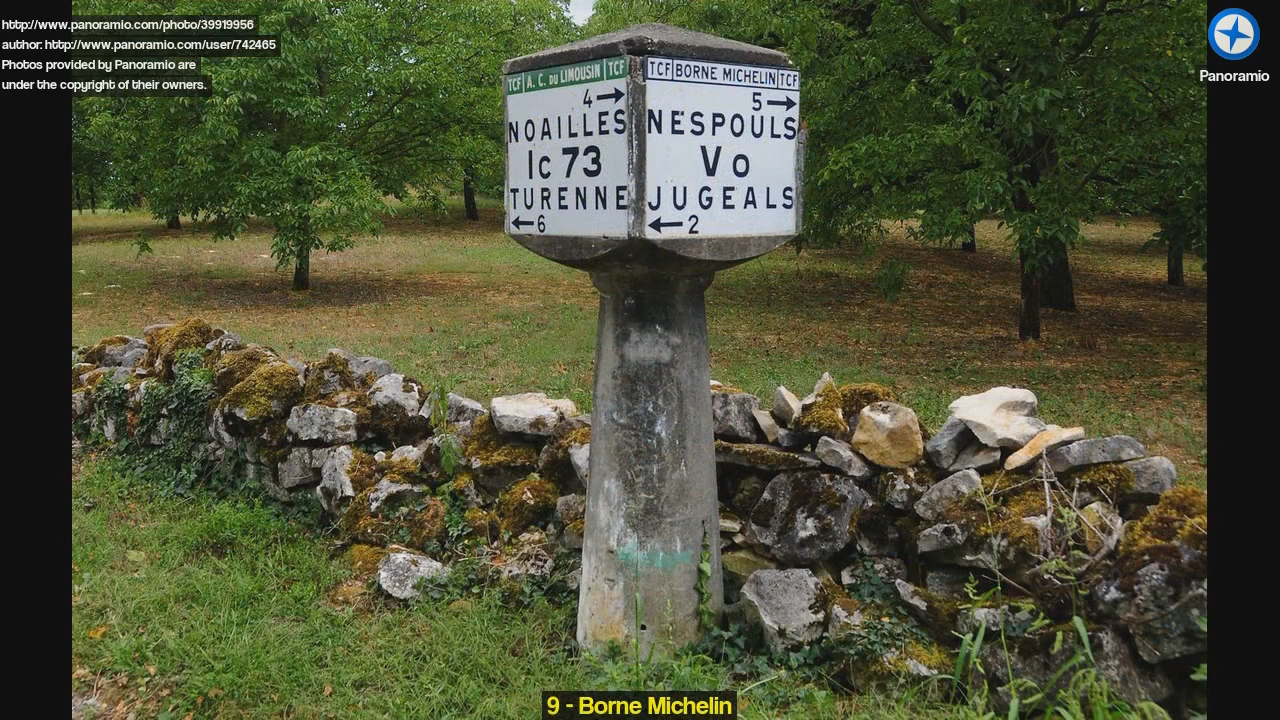 http://www.panoramio.com/photo/39919956
author: http://www.panoramio.com/user/742465
Photos provided by Panoramio are
under the copyright of their owners.
Panoramio
TCF A. C. DU LIMOUSIN TCF
4 →
NOAILLES
Ic 73
TURENNE
← 6
TCF BORNE MICHELIN TCF
5 →
NESPOULS
Vo
JUGEALS
← 2
9 - Borne Michelin